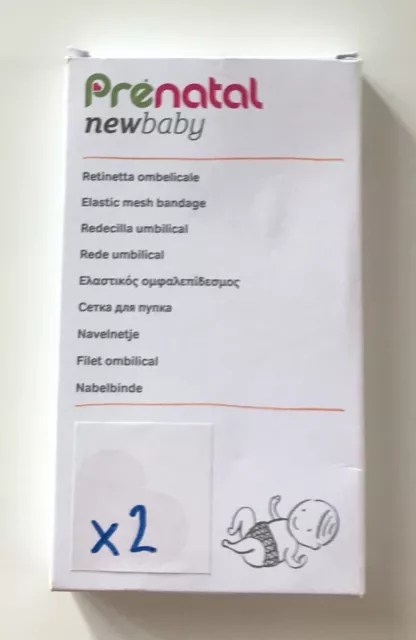 Prénatal
newbaby
Retinetta ombelicale
Elastic mesh bandage
Redecilla umbilical
Rede umbilical
Ελαστικός ομφαλεπίδεσμος
Сетка для пупка
Navelnetje
Filet ombilical
Nabelbinde
x2